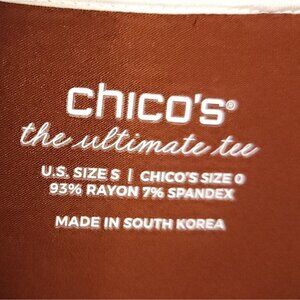 chico's®
the ultimate tee
U.S. SIZE S | CHICO'S SIZE 0
93% RAYON 7% SPANDEX
MADE IN SOUTH KOREA